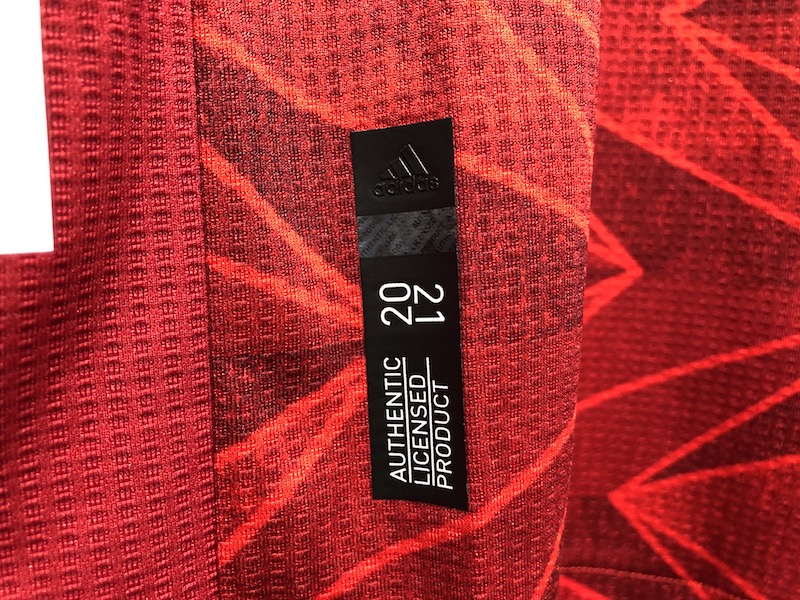 adidas
20
21
AUTHENTIC
LICENSED
PRODUCT